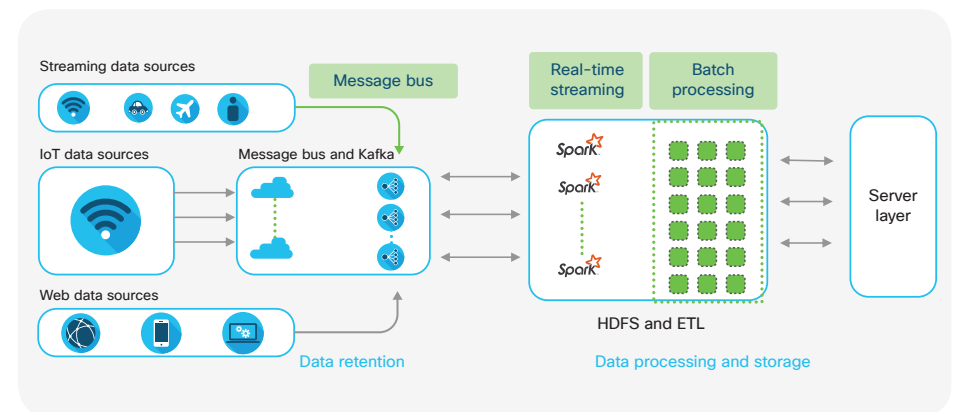 Streaming data sources
Message bus
Real-time
streaming
Batch
processing
IoT data sources
Message bus and Kafka
Spark
Spark
Spark
Server
layer
Web data sources
HDFS and ETL
Data retention
Data processing and storage